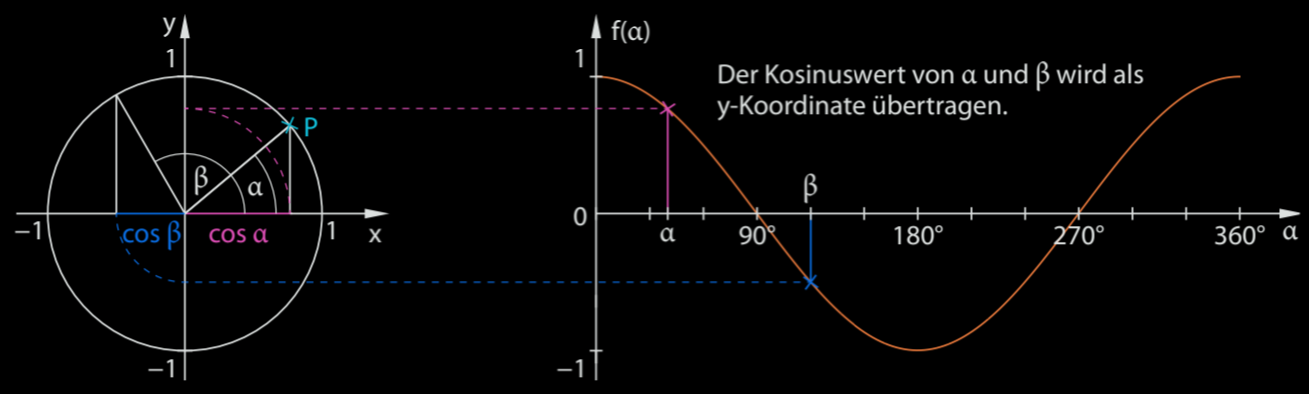 y
1
P
β
α
−1
cos β
cos α
1
x
−1
f(α)
1
Der Kosinuswert von α und β wird als
y-Koordinate übertragen.
β
0
α
90°
180°
270°
360°
α
−1